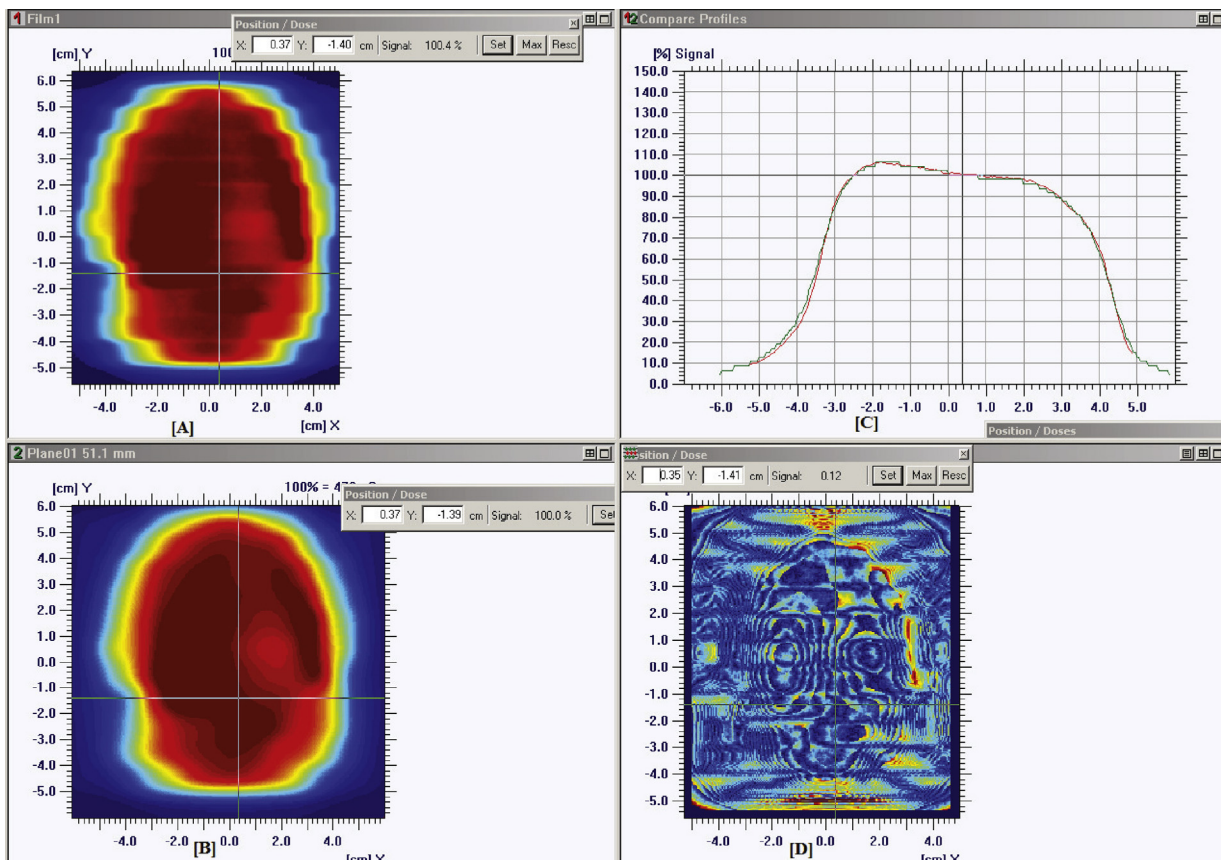 1 Film1
Position / Dose
X: 0.37 Y: -1.40 cm Signal: 100.4 % Set Max Resc
[cm] Y
6.0
5.0
4.0
3.0
2.0
1.0
0.0
-1.0
-2.0
-3.0
-4.0
-5.0
-4.0 -2.0 0.0 2.0 4.0
[A]
[cm] X
12 Compare Profiles
[%] Signal
150.0
140.0
130.0
120.0
110.0
100.0
90.0
80.0
70.0
60.0
50.0
40.0
30.0
20.0
10.0
0.0
-6.0 -5.0 -4.0 -3.0 -2.0 -1.0 0.0 1.0 2.0 3.0 4.0 5.0
[C]
Position / Doses
2 Plane01 51.1 mm
[cm] Y
100% =
Position / Dose
X: 0.37 Y: -1.39 cm Signal: 100.0 % Set
6.0
5.0
4.0
3.0
2.0
1.0
0.0
-1.0
-2.0
-3.0
-4.0
-5.0
-4.0 -2.0 0.0 2.0 4.0
[B]
[cm] X
sition / Dose
X: 0.35 Y: -1.41 cm Signal: 0.12 Set Max Resc
6.0
5.0
4.0
3.0
2.0
1.0
0.0
-1.0
-2.0
-3.0
-4.0
-5.0
-4.0 -2.0 0.0 2.0 4.0
[D]
[cm] X